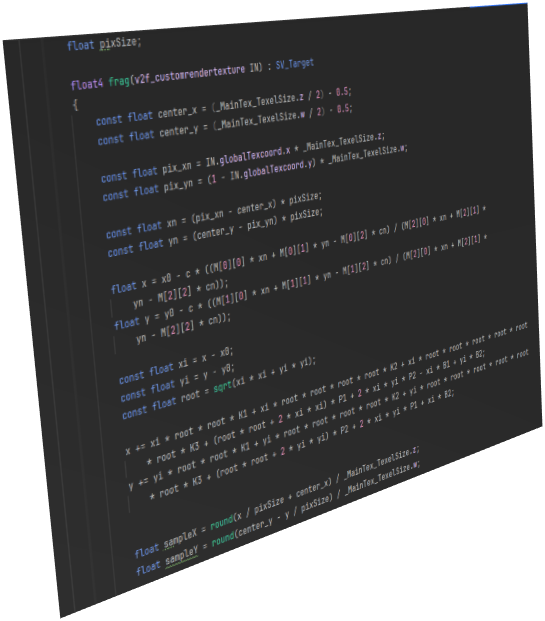 float pixSize;
float4 frag(v2f_customrendertexture IN) : SV_Target
{
const float center_x = (_MainTex_TexelSize.z / 2) - 0.5;
const float center_y = (_MainTex_TexelSize.w / 2) - 0.5;
const float pix_xn = IN.globalTexcoord.x * _MainTex_TexelSize.z;
const float pix_yn = (1 - IN.globalTexcoord.y) * _MainTex_TexelSize.w;
const float xn = (pix_xn - center_x) * pixSize;
const float yn = (center_y - pix_yn) * pixSize;
float x = x0 - c * ((M[0][0] * xn + M[0][1] * yn - M[0][2] * cn) / (M[2][0] * xn + M[2][1] *
yn - M[2][2] * cn));
float y = y0 - c * ((M[1][0] * xn + M[1][1] * yn - M[1][2] * cn) / (M[2][0] * xn + M[2][1] *
yn - M[2][2] * cn));
const float xi = x - x0;
const float yi = y - y0;
const float root = sqrt(xi * xi + yi * yi);
x += xi * root * root * K1 + xi * root * root * root * root * K2 + xi * root * root * root * root * root
* root * K3 + (root * root + 2 * xi * xi) * P1 + 2 * xi * yi * P2 - xi * B1 + yi * B2;
y += yi * root * root * K1 + yi * root * root * root * root * K2 + yi * root * root * root * root * root
* root * K3 + (root * root + 2 * yi * yi) * P2 + 2 * xi * yi * P1 + xi * B2;
float sampleX = round(x / pixSize + center_x) / _MainTex_TexelSize.z;
float sampleY = round(center_y - y / pixSize) / _MainTex_TexelSize.w;